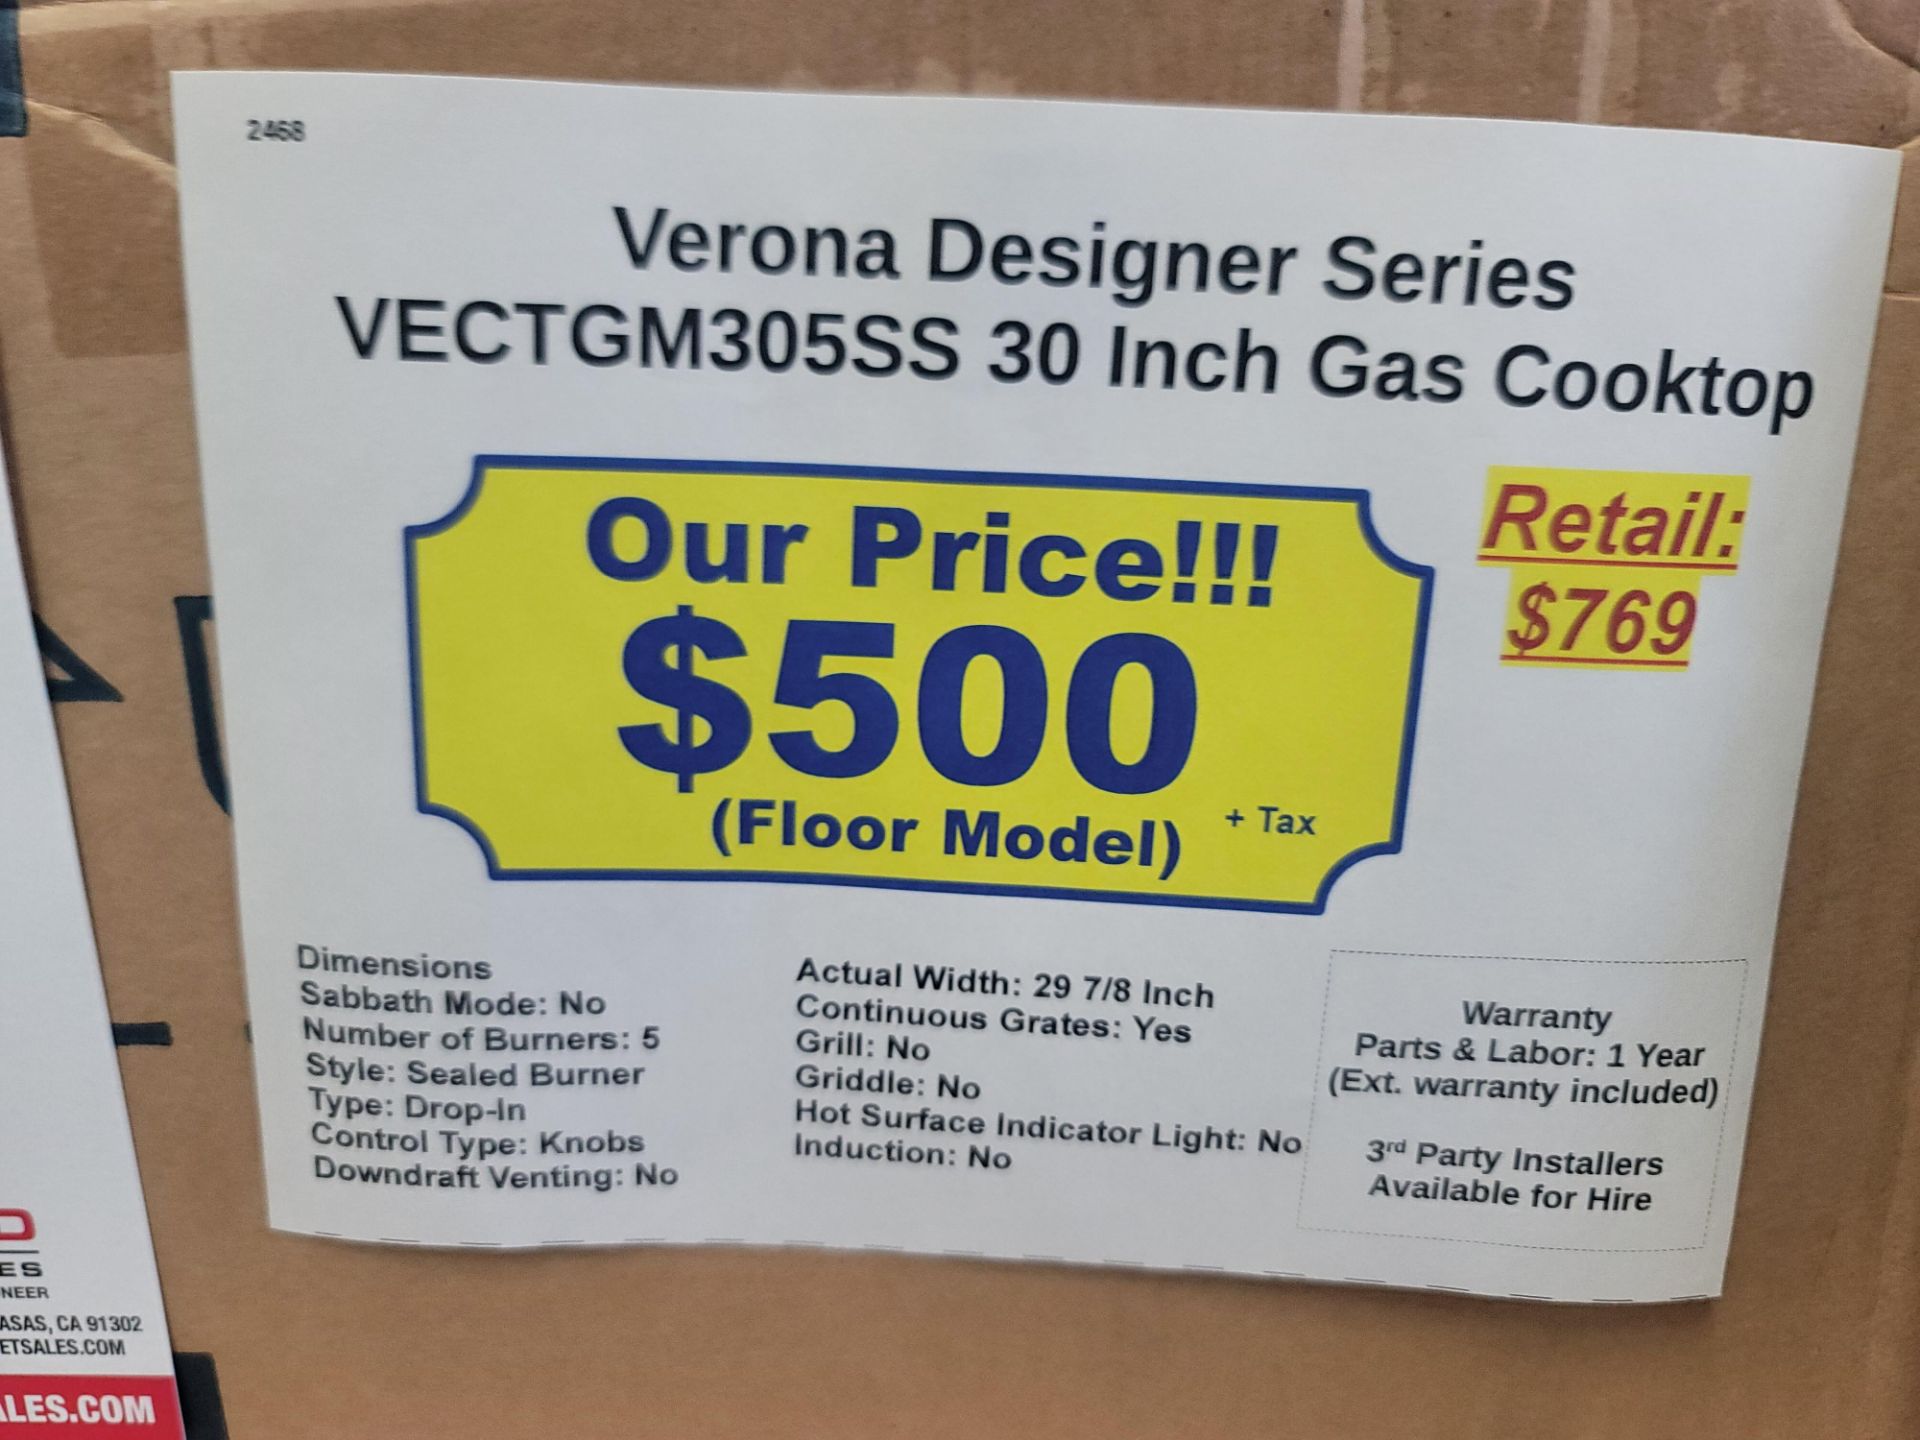 2468
Verona Designer Series
VECTGM305SS 30 Inch Gas Cooktop
Our Price!!!
$500
(Floor Model)
+ Tax
Retail:
$769
Dimensions
Sabbath Mode: No
Number of Burners: 5
Style: Sealed Burner
Type: Drop-In
Control Type: Knobs
Downdraft Venting: No
Actual Width: 29 7/8 Inch
Continuous Grates: Yes
Grill: No
Griddle: No
Hot Surface Indicator Light: No
Induction: No
Warranty
Parts & Labor: 1 Year
(Ext. warranty included)
3rd Party Installers
Available for Hire
D
ES
NEER
ASAS, CA 91302
ETSALES.COM
ALES.COM